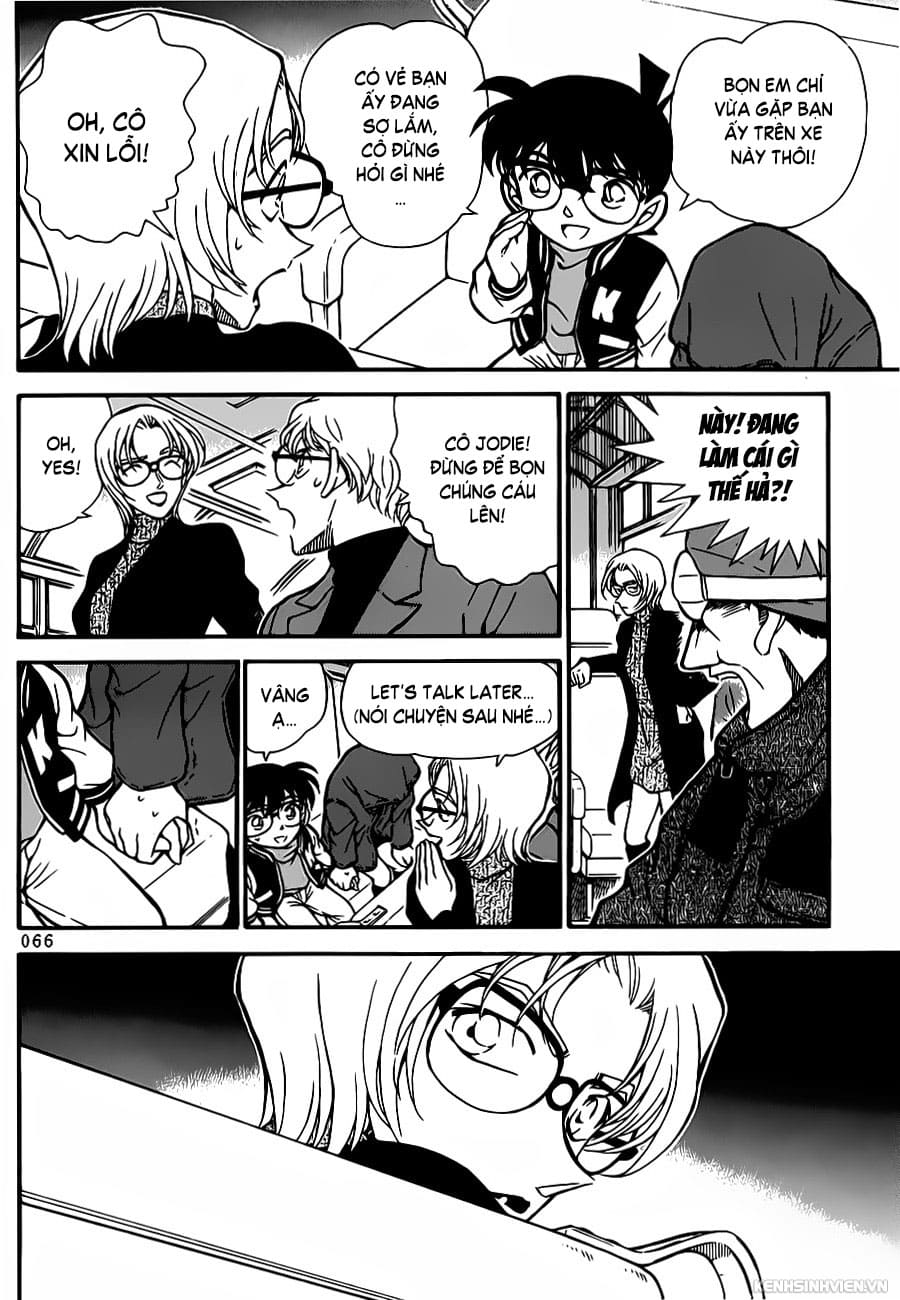 BỌN EM CHỈ
VỪA GẶP BẠN
ẤY TRÊN XE
NÀY THÔI!
CÓ VẺ BẠN
ẤY ĐANG
SỢ LẮM,
CÔ ĐỪNG
HỎI GÌ NHÉ
...
OH, CÔ
XIN LỖI!
K
NÀY! ĐANG
LÀM CÁI GÌ
THẾ HẢ?!
CÔ JODIE!
ĐỪNG ĐỂ BỌN
CHÚNG CÁU
LÊN!
OH,
YES!
LET'S TALK LATER...
(NÓI CHUYỆN SAU NHÉ...)
VÂNG
Ạ...
066
KENHSINHVIEN.VN